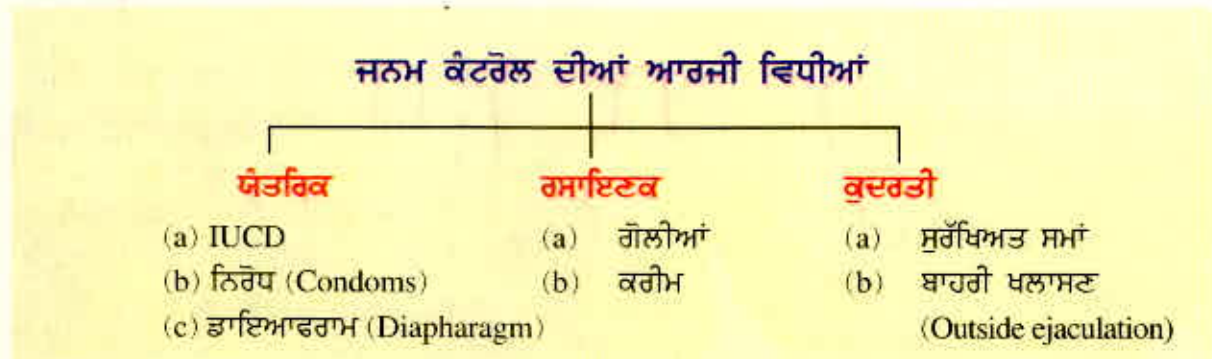 ਜਨਮ ਕੰਟਰੋਲ ਦੀਆਂ ਆਰਜੀ ਵਿਧੀਆਂ
ਯੰਤਰਿਕ ਰਸਾਇਣਕ ਕੁਦਰਤੀ
(a) IUCD (a) ਗੋਲੀਆਂ (a) ਸੁਰੱਖਿਅਤ ਸਮਾਂ
(b) ਨਿਰੋਧ (Condoms) (b) ਕਰੀਮ (b) ਬਾਹਰੀ ਖਲਾਸਣ
(c) ਡਾਇਆਫਰਾਮ (Diapharagm) (Outside ejaculation)